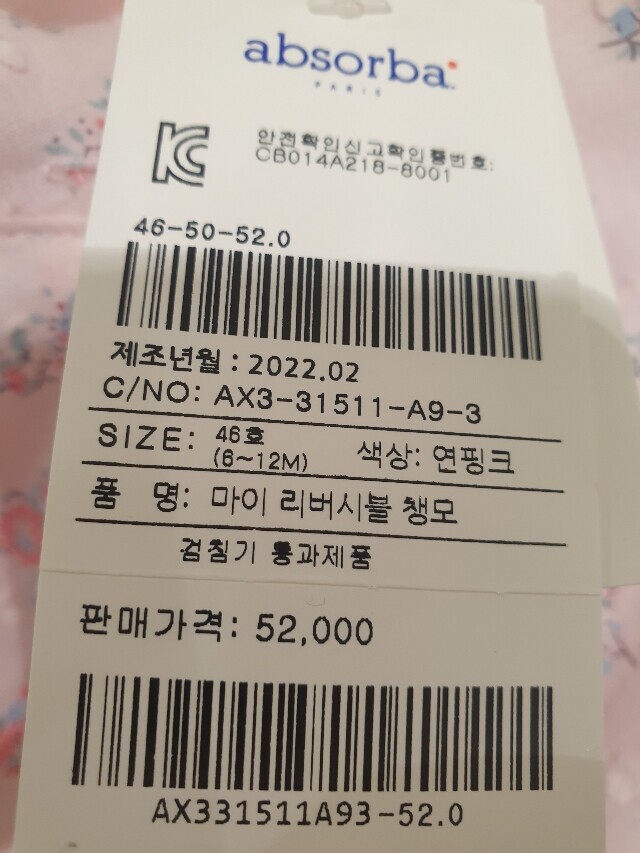 absorba
PARIS
KC
안전확인신고확인증번호:
CB014A218-8001
46-50-52.0
제조년월 : 2022.02
C/NO: AX3-31511-A9-3
SIZE: 46호 (6~12M) 색상: 연핑크
품 명: 마이 리버시블 챙모
검침기 통과제품
판매가격: 52,000
AX331511A93-52.0